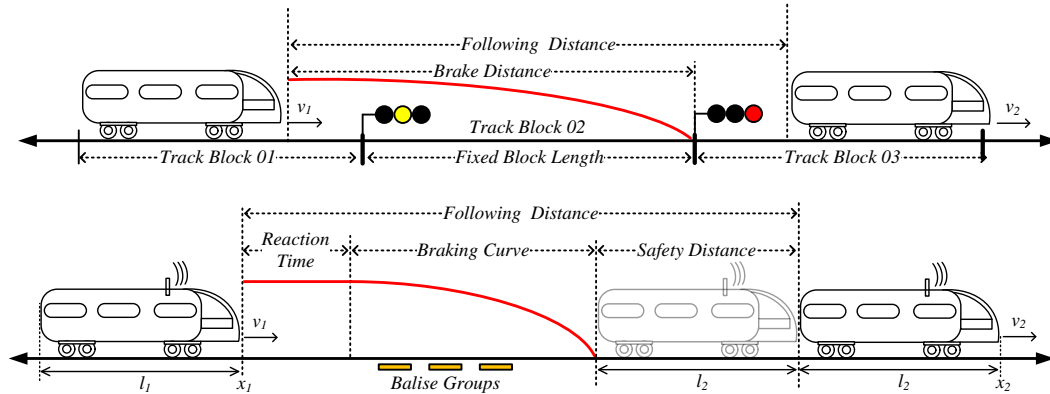 Following Distance
Brake Distance
v1
v2
Track Block 02
Track Block 01
Fixed Block Length
Track Block 03
Following Distance
Reaction
Time
Braking Curve
Safety Distance
v1
v2
l1
x1
Balise Groups
l2
l2
x2